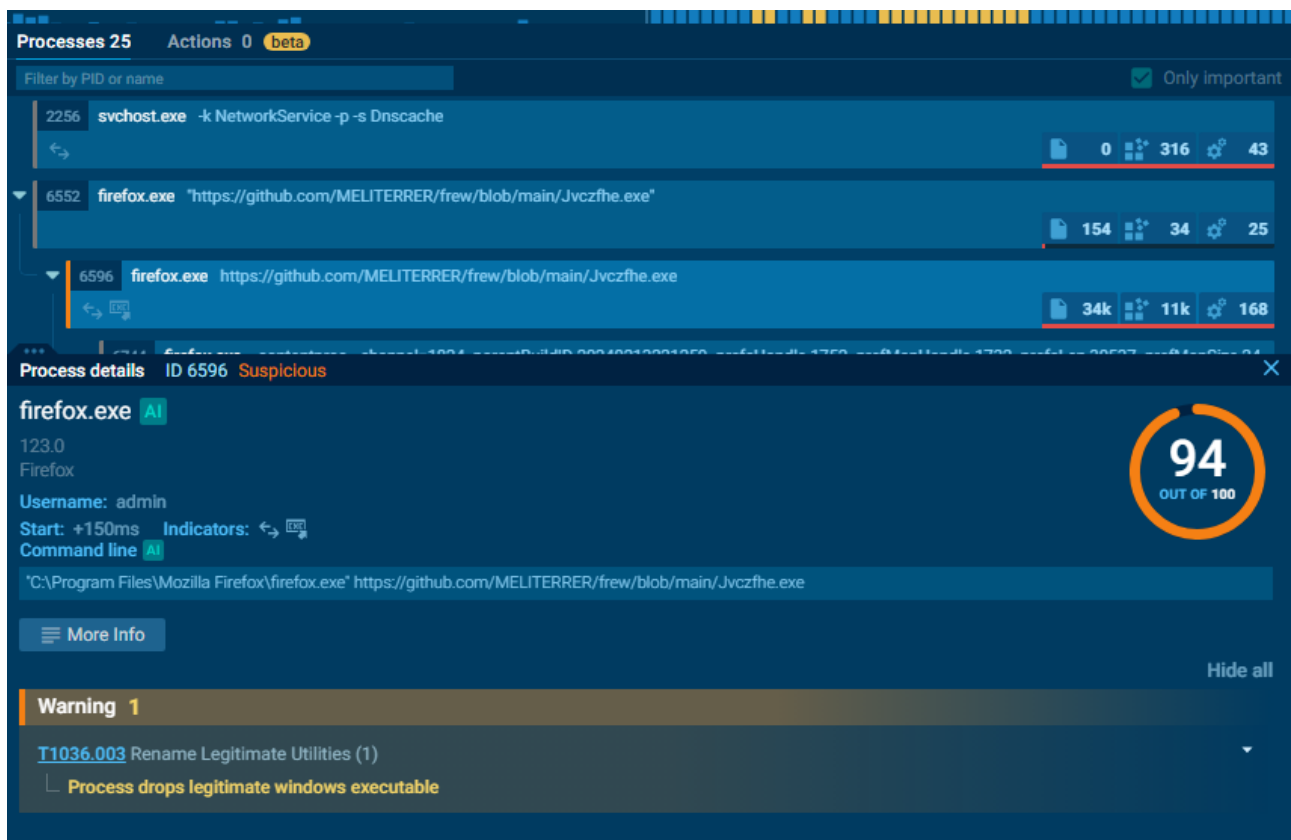 Processes 25 Actions 0 beta
Filter by PID or name Only important
2256 svchost.exe -k NetworkService -p -s Dnscache
0 316 43
6552 firefox.exe "https://github.com/MELITERRER/frew/blob/main/Jvczfhe.exe"
154 34 25
6596 firefox.exe https://github.com/MELITERRER/frew/blob/main/Jvczfhe.exe
34k 11k 168
Process details ID 6596 Suspicious
firefox.exe AI
123.0
Firefox
94
OUT OF 100
Username: admin
Start: +150ms Indicators:
Command line AI
"C:\Program Files\Mozilla Firefox\firefox.exe" https://github.com/MELITERRER/frew/blob/main/Jvczfhe.exe
More Info
Hide all
Warning 1
T1036.003 Rename Legitimate Utilities (1)
Process drops legitimate windows executable